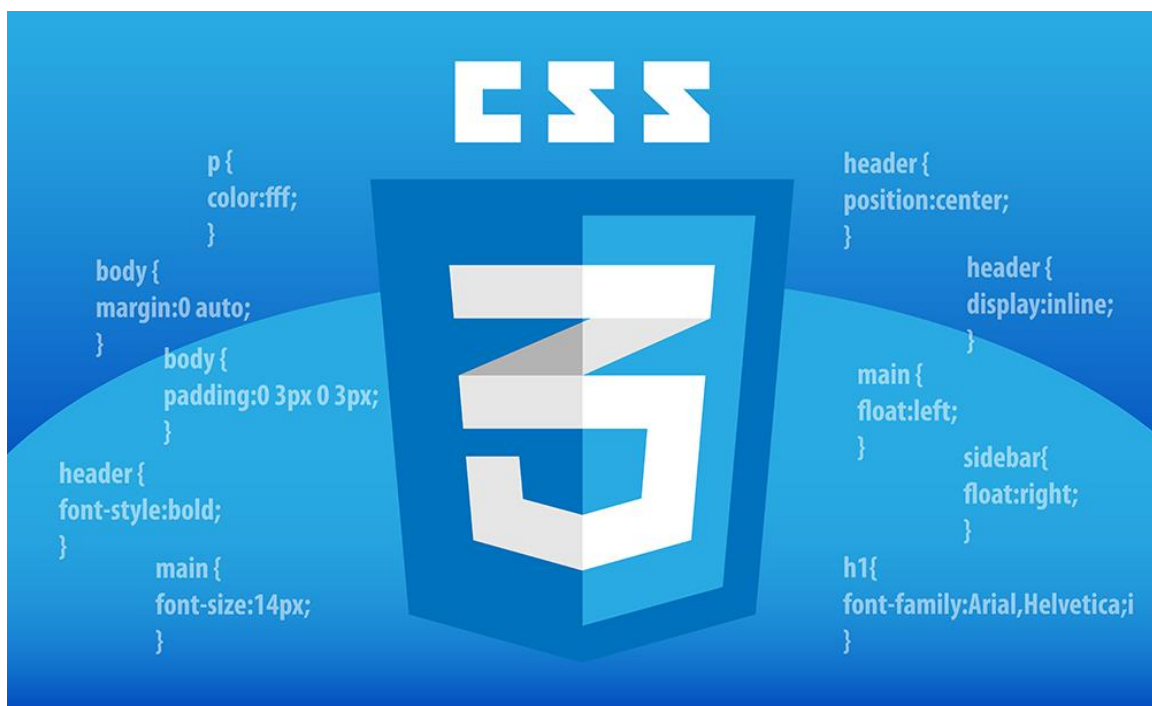 CSS
3
p {
color:fff;
}
body {
margin:0 auto;
}
body {
padding:0 3px 0 3px;
}
header {
font-style:bold;
}
main {
font-size:14px;
}
header {
position:center;
}
header {
display:inline;
}
main {
float:left;
}
sidebar{
float:right;
}
h1{
font-family:Arial,Helvetica;i
}